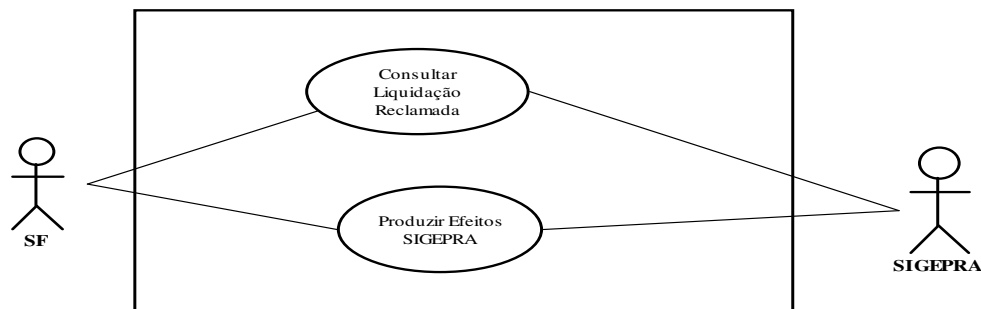 Consultar
Liquidação
Reclamada
Produzir Efeitos
SIGEPRA
SF
SIGEPRA